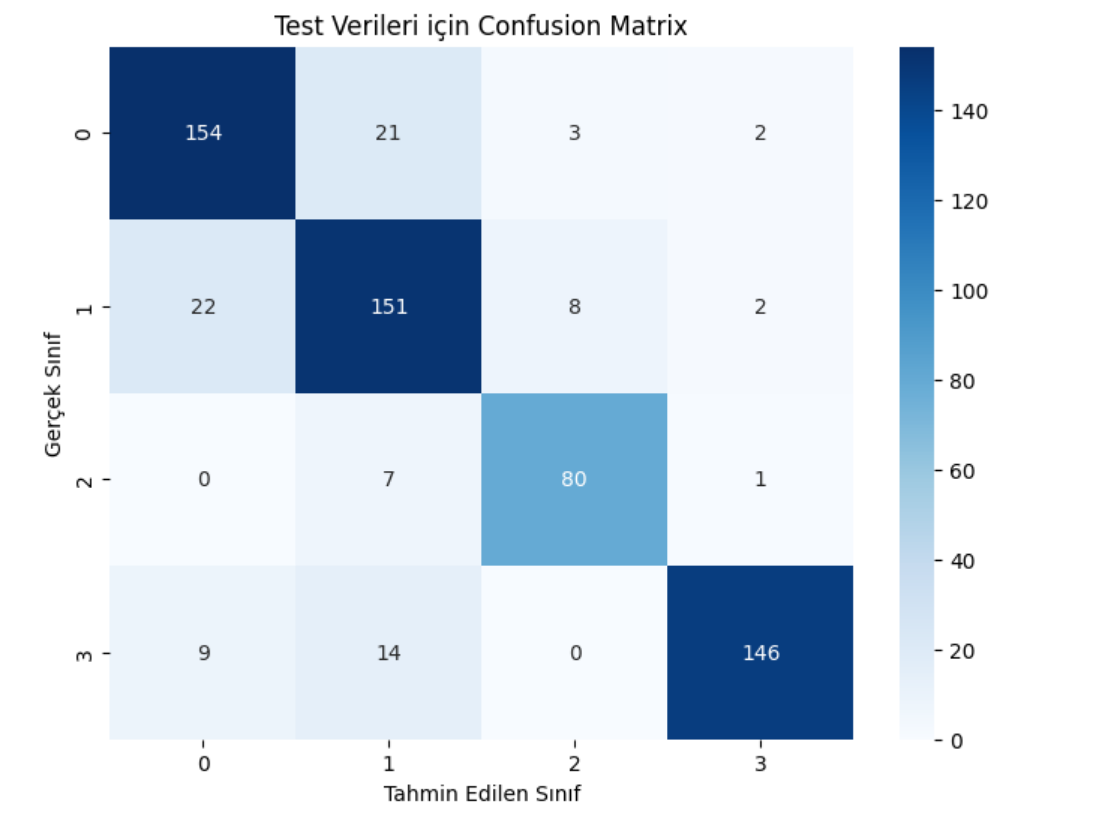 Test Verileri için Confusion Matrix
0 154 21 3 2
1 22 151 8 2
2 0 7 80 1
3 9 14 0 146
0 1 2 3
Gerçek Sınıf
Tahmin Edilen Sınıf
140
120
100
80
60
40
20
0